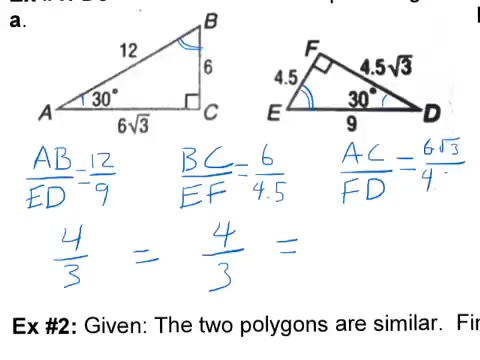 a.
B
12
6
A 30° C
6√3
F
4.5 4.5√3
E 30° D
9
AB/ED = 12/9 BC/EF = 6/4.5 AC/FD = 6√3/4.
4/3 = 4/3 =
Ex #2: Given: The two polygons are similar.